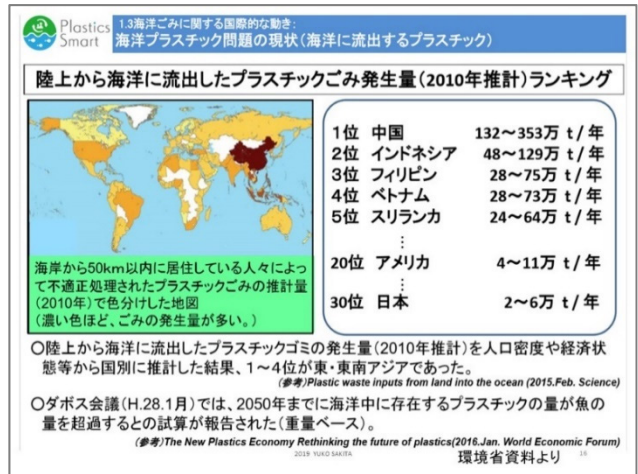 Plastics
Smart
1.3海洋ごみに関する国際的な動き:
海洋プラスチック問題の現状(海洋に流出するプラスチック)
陸上から海洋に流出したプラスチックごみ発生量(2010年推計)ランキング
1位 中国 132～353万 t/年
2位 インドネシア 48～129万 t/年
3位 フィリピン 28～75万 t/年
4位 ベトナム 28～73万 t/年
5位 スリランカ 24～64万 t/年
⋮
20位 アメリカ 4～11万 t/年
⋮
30位 日本 2～6万 t/年
海岸から50km以内に居住している人々によっ
て不適正処理されたプラスチックごみの推計量
(2010年)で色分けした地図
(濃い色ほど、ごみの発生量が多い。)
○陸上から海洋に流出したプラスチックゴミの発生量(2010年推計)を人口密度や経済状
態等から国別に推計した結果、1～4位が東・東南アジアであった。
(参考)Plastic waste inputs from land into the ocean (2015.Feb. Science)
○ダボス会議(H.28.1月)では、2050年までに海洋中に存在するプラスチックの量が魚の
量を超過するとの試算が報告された(重量ベース)。
(参考)The New Plastics Economy Rethinking the future of plastics(2016.Jan. World Economic Forum)
2019 YUKO SAKITA
環境省資料より
16